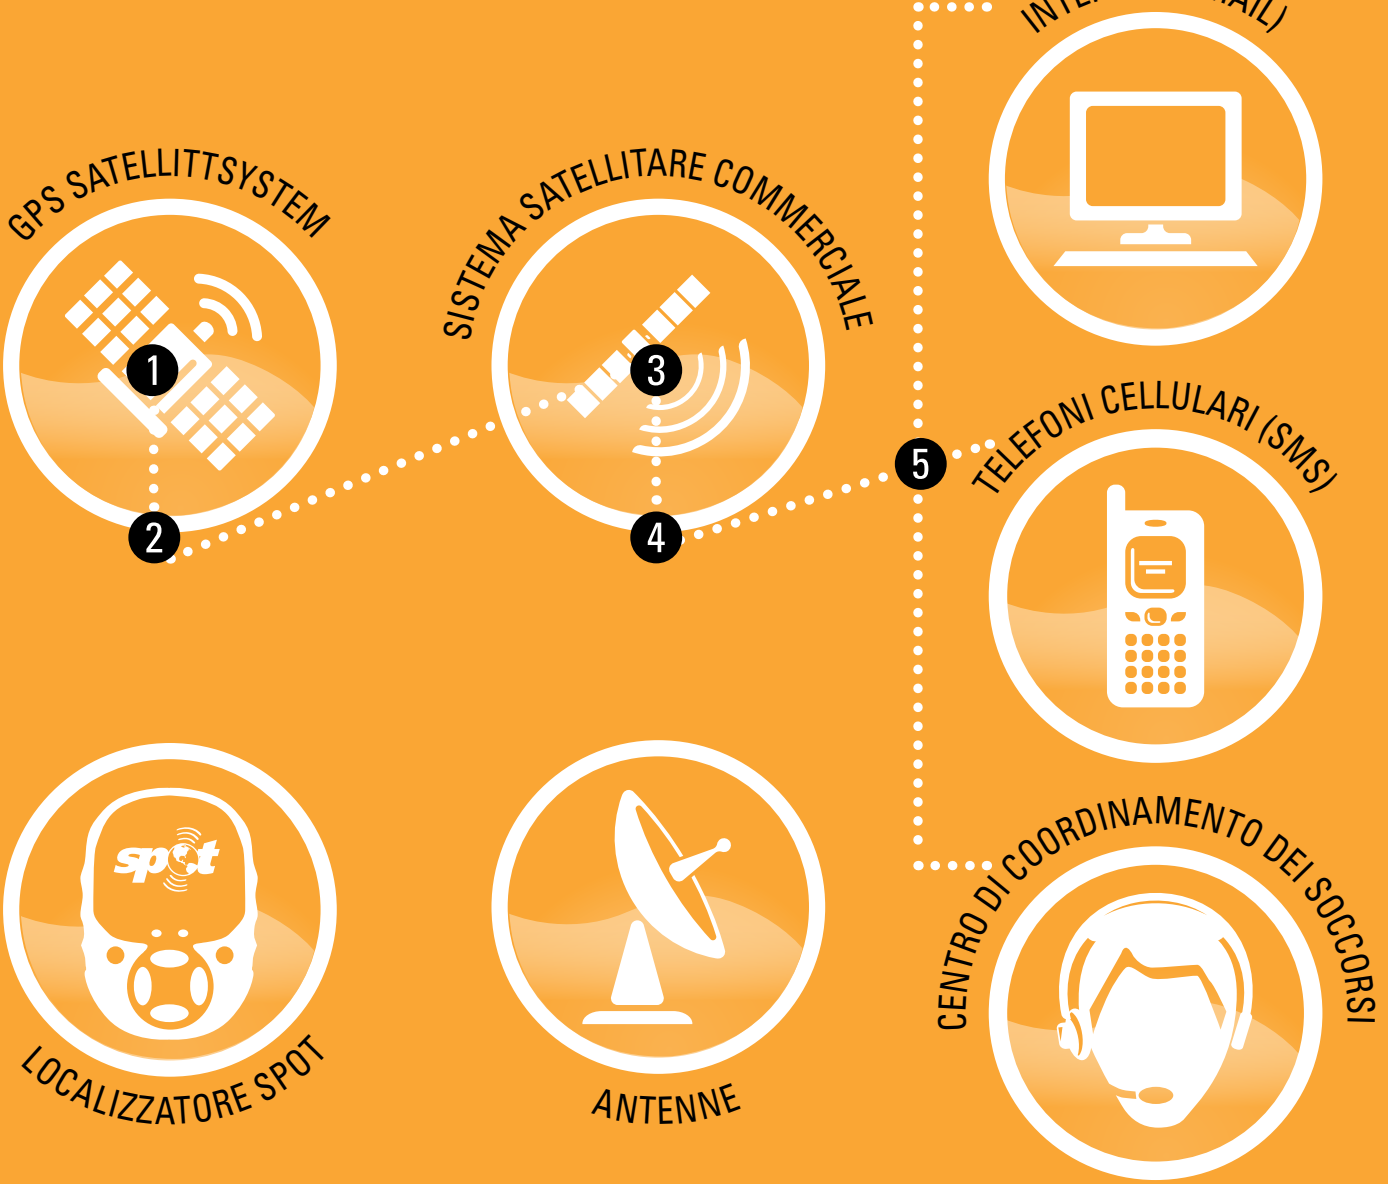 GPS SATELLITTSYSTEM
SISTEMA SATELLITARE COMMERCIALE
1
2
3
4
5
TELEFONI CELLULARI (SMS)
spot
LOCALIZZATORE SPOT
ANTENNE
CENTRO DI COORDINAMENTO DEI SOCCORSI